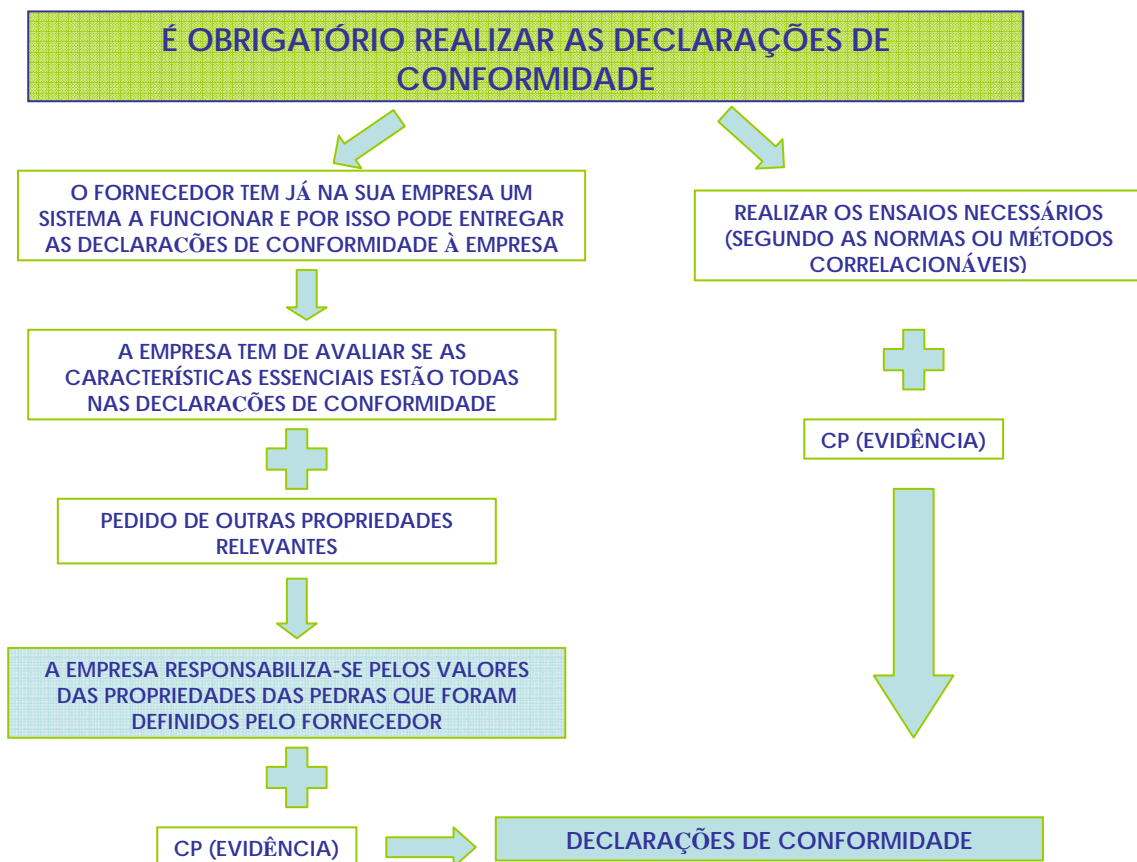 É OBRIGATÓRIO REALIZAR AS DECLARAÇÕES DE
CONFORMIDADE
O FORNECEDOR TEM JÁ NA SUA EMPRESA UM
SISTEMA A FUNCIONAR E POR ISSO PODE ENTREGAR
AS DECLARAÇÕES DE CONFORMIDADE À EMPRESA
A EMPRESA TEM DE AVALIAR SE AS
CARACTERÍSTICAS ESSENCIAIS ESTÃO TODAS
NAS DECLARAÇÕES DE CONFORMIDADE
PEDIDO DE OUTRAS PROPRIEDADES
RELEVANTES
A EMPRESA RESPONSABILIZA-SE PELOS VALORES
DAS PROPRIEDADES DAS PEDRAS QUE FORAM
DEFINIDOS PELO FORNECEDOR
CP (EVIDÊNCIA)
REALIZAR OS ENSAIOS NECESSÁRIOS
(SEGUNDO AS NORMAS OU MÉTODOS
CORRELACIONÁVEIS)
CP (EVIDÊNCIA)
DECLARAÇÕES DE CONFORMIDADE